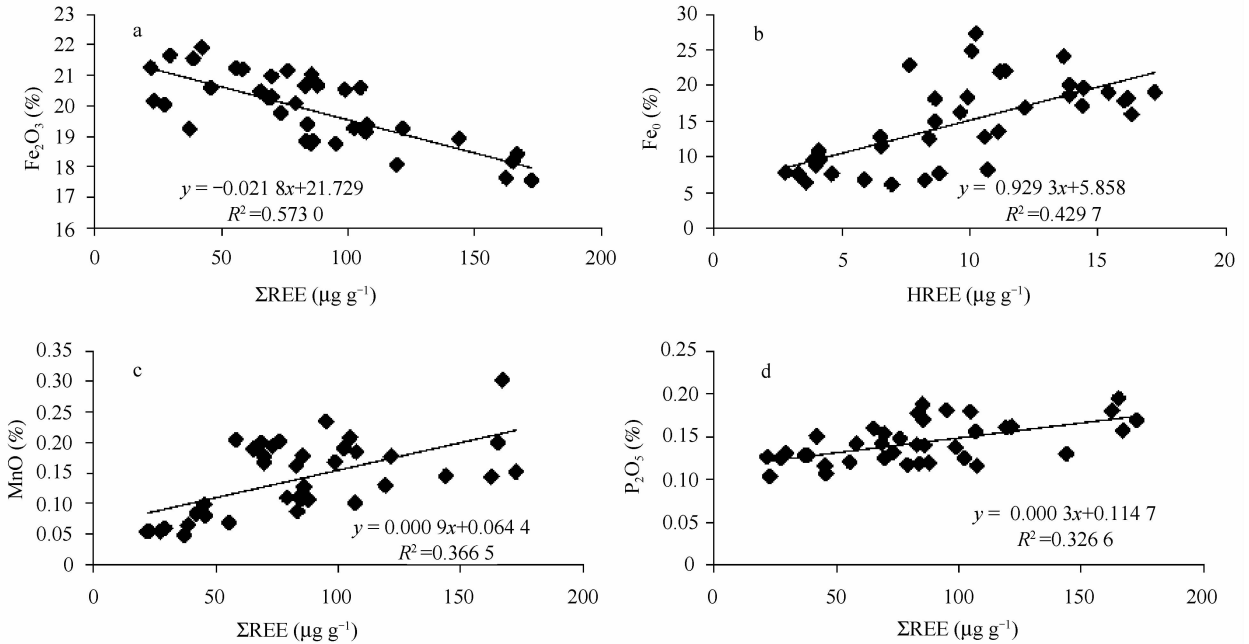 a
23
22
21
20
19
18
17
16
Fe₂O₃ (%)
y = −0.021 8x+21.729
R² =0.573 0
0 50 100 150 200
ΣREE (μg g⁻¹)
b
30
25
20
15
10
5
0
Fe₀ (%)
y = 0.929 3x+5.858
R² =0.429 7
0 5 10 15 20
HREE (μg g⁻¹)
c
0.35
0.30
0.25
0.20
0.15
0.10
0.05
0
MnO (%)
y = 0.000 9x+0.064 4
R² =0.366 5
0 50 100 150 200
ΣREE (μg g⁻¹)
d
0.25
0.20
0.15
0.10
0.05
0
P₂O₅ (%)
y = 0.000 3x+0.114 7
R² =0.326 6
0 50 100 150 200
ΣREE (μg g⁻¹)